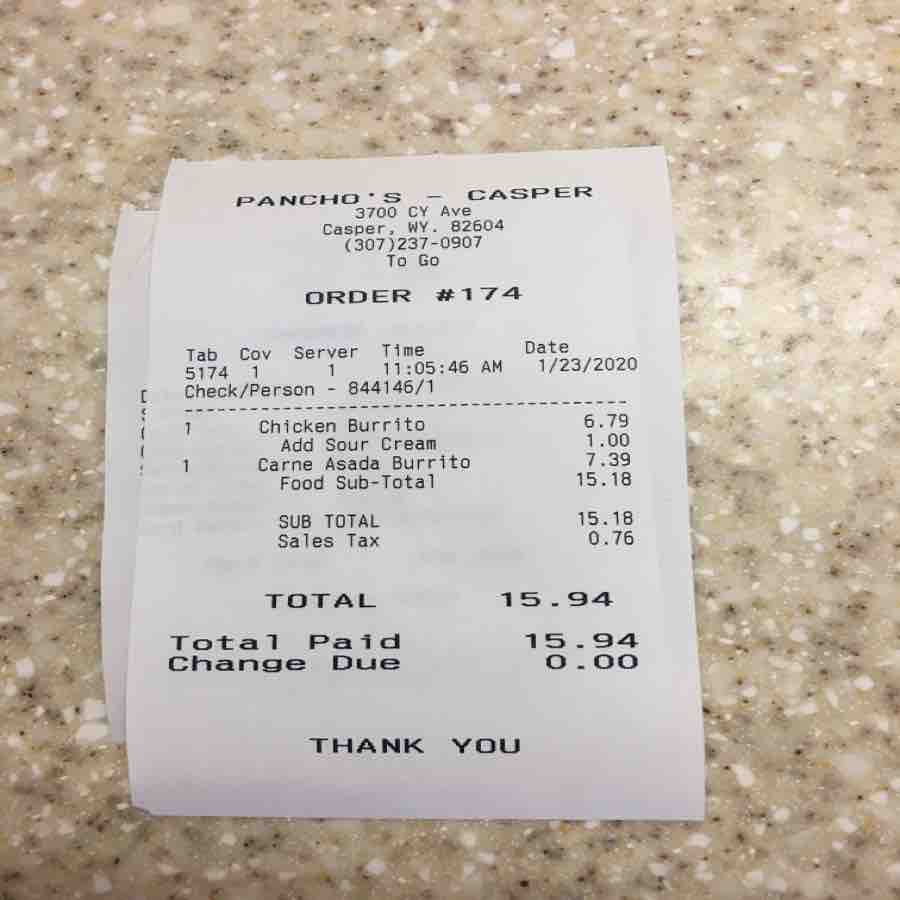 PANCHO'S - CASPER
3700 CY Ave
Casper, WY. 82604
(307)237-0907
To Go
ORDER #174
Tab Cov Server Time Date
5174 1 1 11:05:46 AM 1/23/2020
Check/Person - 844146/1
1 Chicken Burrito 6.79
Add Sour Cream 1.00
1 Carne Asada Burrito 7.39
Food Sub-Total 15.18
SUB TOTAL 15.18
Sales Tax 0.76
TOTAL 15.94
Total Paid 15.94
Change Due 0.00
THANK YOU